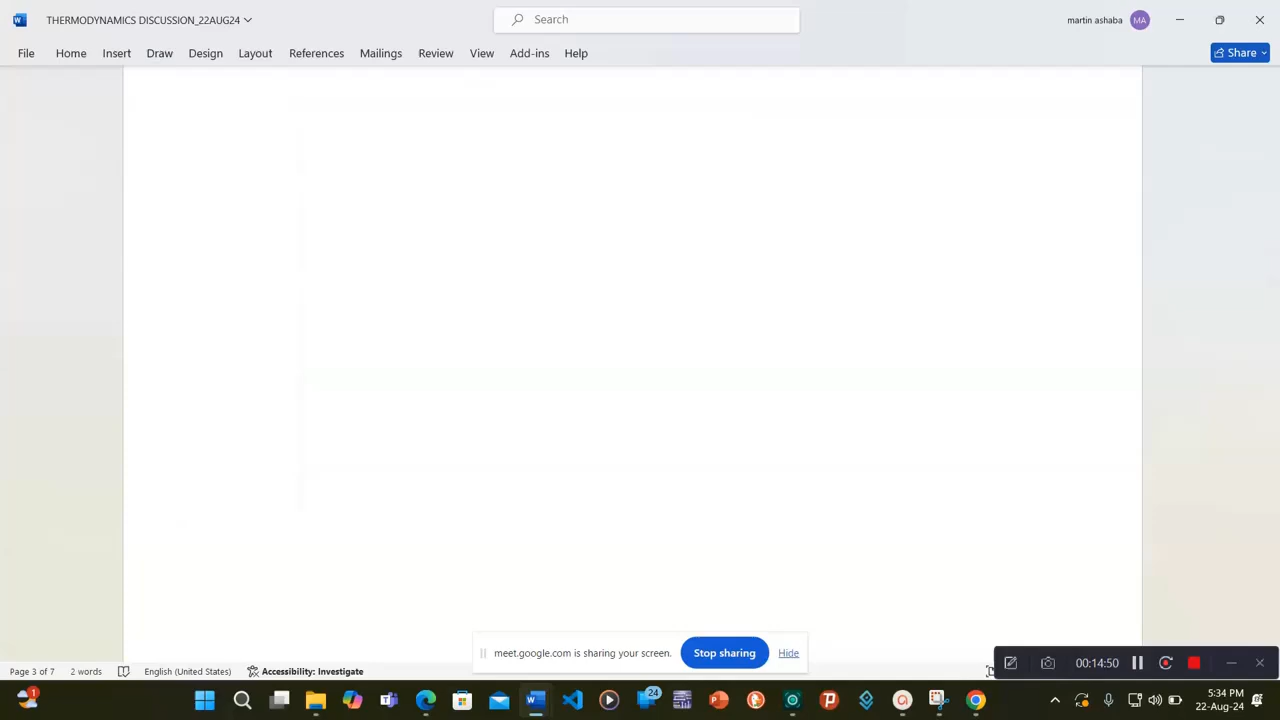 THERMODYNAMICS DISCUSSION_22AUG24
Search
martin ashaba MA
File Home Insert Draw Design Layout References Mailings Review View Add-ins Help
Share
meet.google.com is sharing your screen. Stop sharing Hide
00:14:50
Page 3 of 7 2 words English (United States) Accessibility: Investigate
1
24
5:34 PM
22-Aug-24